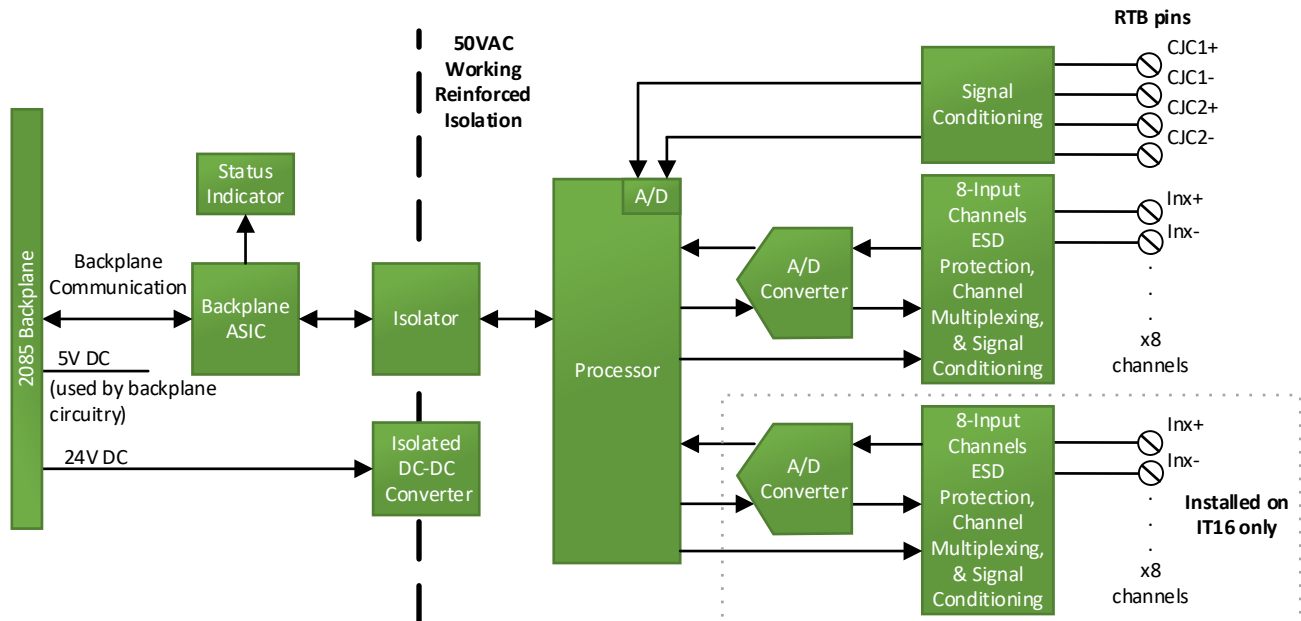 RTB pins
CJC1+
CJC1-
CJC2+
CJC2-
50VAC
Working
Reinforced
Isolation
Signal
Conditioning
Status
Indicator
A/D
8-Input
Channels
ESD
Protection,
Channel
Multiplexing,
& Signal
Conditioning
Inx+
Inx-
.
.
.
x8
channels
A/D
Converter
2085 Backplane
Backplane
Communication
Backplane
ASIC
Isolator
Processor
5V DC
(used by backplane
circuitry)
24V DC
Isolated
DC-DC
Converter
A/D
Converter
8-Input
Channels
ESD
Protection,
Channel
Multiplexing,
& Signal
Conditioning
Inx+
Inx-
.
.
.
.
x8
channels
Installed on
IT16 only